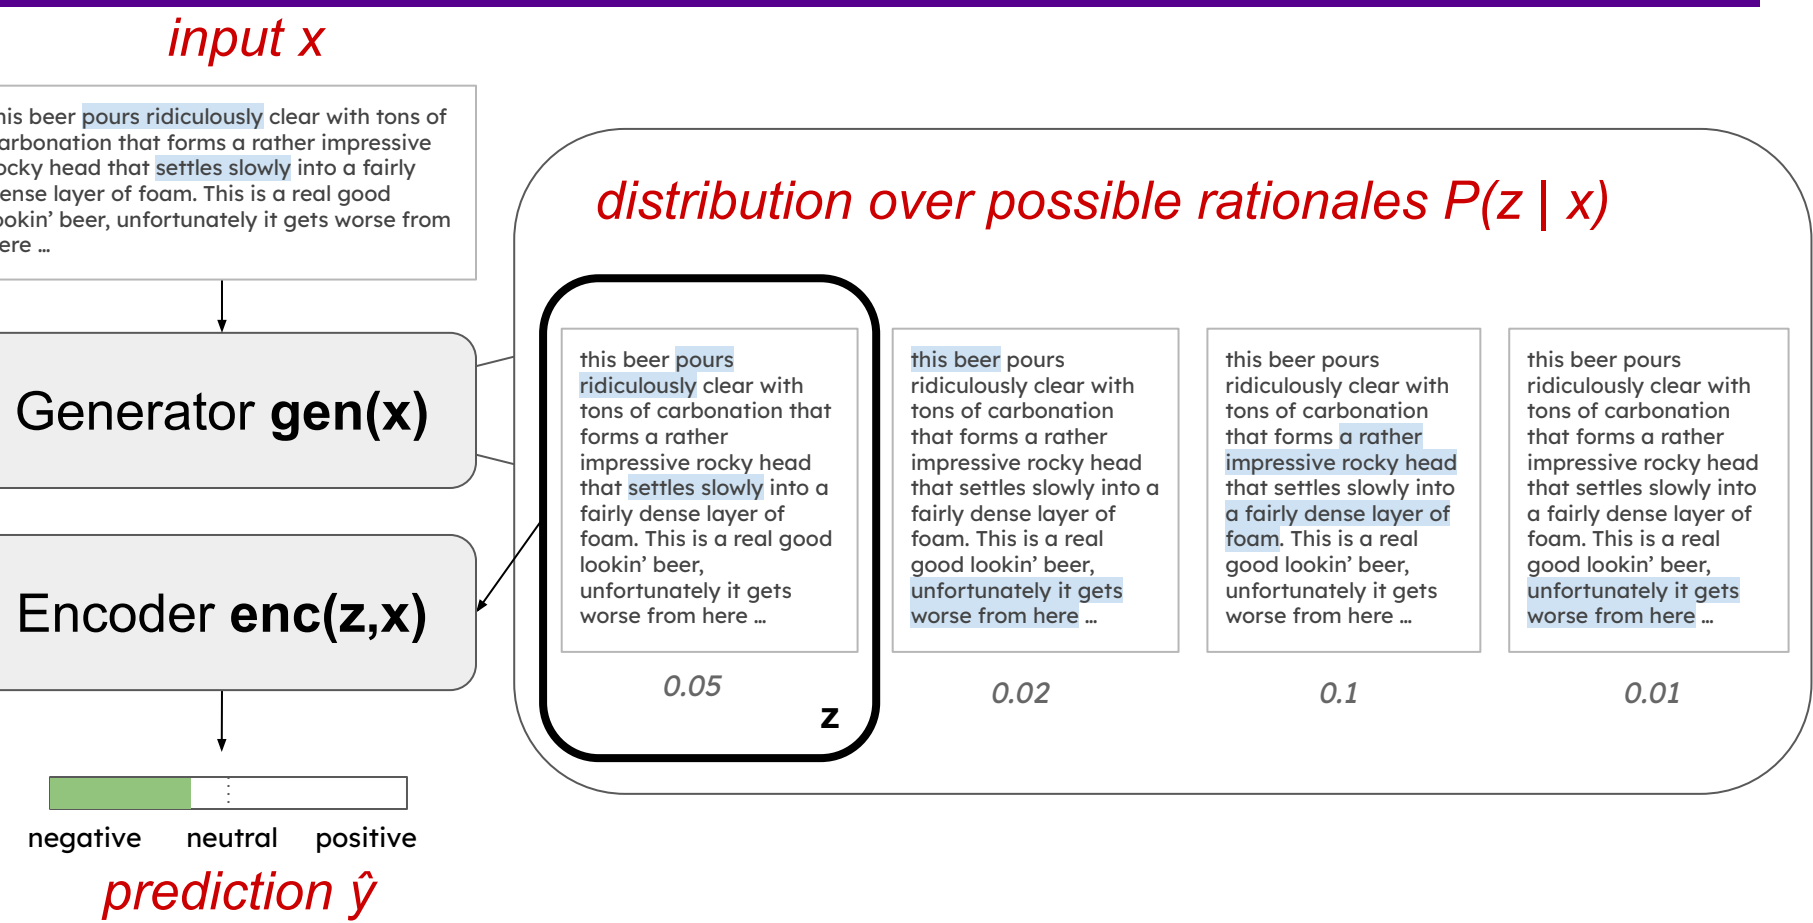 input x
his beer pours ridiculously clear with tons of
arbonation that forms a rather impressive
ocky head that settles slowly into a fairly
ense layer of foam. This is a real good
ookin’ beer, unfortunately it gets worse from
ere ...
distribution over possible rationales P(z | x)
Generator gen(x)
Encoder enc(z,x)
this beer pours
ridiculously clear with
tons of carbonation that
forms a rather
impressive rocky head
that settles slowly into a
fairly dense layer of
foam. This is a real good
lookin’ beer,
unfortunately it gets
worse from here ...
0.05
z
this beer pours
ridiculously clear with
tons of carbonation
that forms a rather
impressive rocky head
that settles slowly into a
fairly dense layer of
foam. This is a real
good lookin’ beer,
unfortunately it gets
worse from here ...
0.02
this beer pours
ridiculously clear with
tons of carbonation
that forms a rather
impressive rocky head
that settles slowly into
a fairly dense layer of
foam. This is a real
good lookin’ beer,
unfortunately it gets
worse from here ...
0.1
this beer pours
ridiculously clear with
tons of carbonation
that forms a rather
impressive rocky head
that settles slowly into
a fairly dense layer of
foam. This is a real
good lookin’ beer,
unfortunately it gets
worse from here ...
0.01
negative neutral positive
prediction ŷ